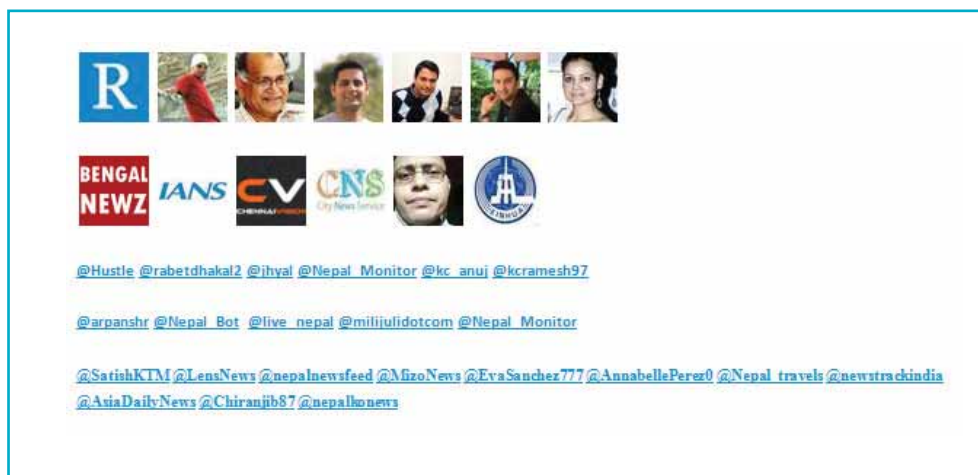 R
BENGAL
NEWZ
IANS
CV
CHENNAIVISION
CNS
City News Service
XINHUA
@Hustle @rabetdhakal2 @jhyal @Nepal_Monitor @kc_anuj @kcramesh97
@arpanshr @Nepal_Bot @live_nepal @milijulidotcom @Nepal_Monitor
@SatishKTM @LensNews @nepalnewsfeed @MizoNews @EvaSanchez777 @AnnabellePerez0 @Nepal_travels @newstrackindia
@AsiaDailyNews @Chiranjib87 @nepalkonews